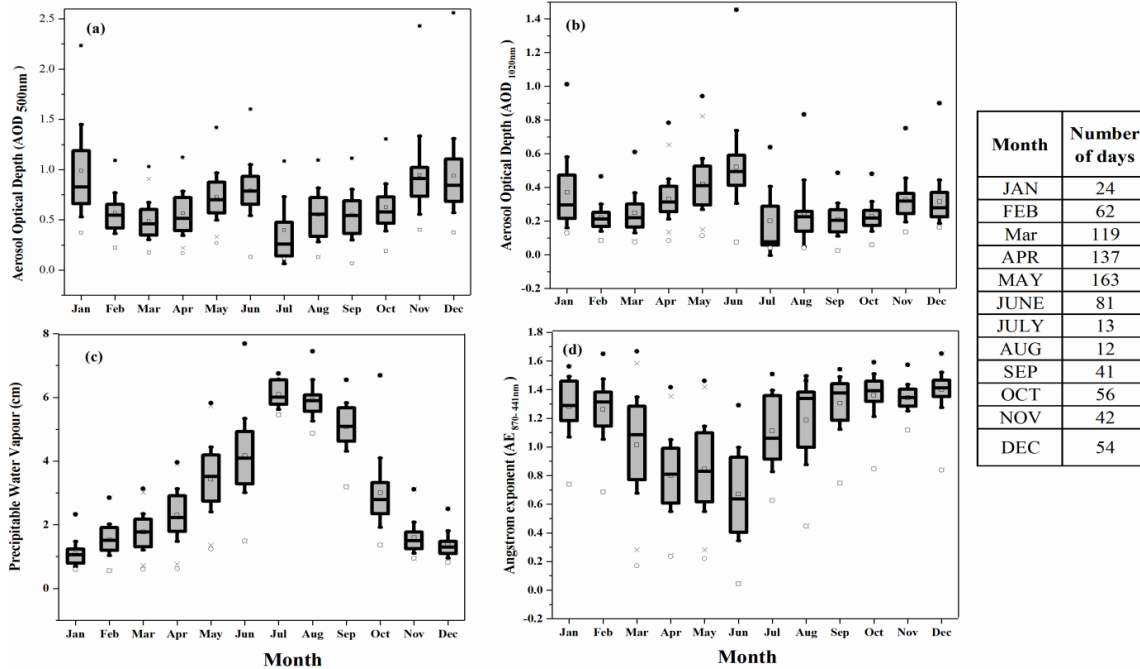 (a)
Aerosol Optical Depth (AOD 500nm)
2.5
2.0
1.5
1.0
0.5
0.0
Jan Feb Mar Apr May Jun Jul Aug Sep Oct Nov Dec
(b)
Aerosol Optical Depth (AOD 1020nm)
1.6
1.4
1.2
1.0
0.8
0.6
0.4
0.2
0.0
-0.2
Jan Feb Mar Apr May Jun Jul Aug Sep Oct Nov Dec
(c)
Precipitable Water Vapour (cm)
8
6
4
2
0
Jan Feb Mar Apr May Jun Jul Aug Sep Oct Nov Dec
Month
(d)
Angstrom exponent (AE 870- 441nm)
1.8
1.6
1.4
1.2
1.0
0.8
0.6
0.4
0.2
0.0
-0.2
Jan Feb Mar Apr May Jun Jul Aug Sep Oct Nov Dec
Month
Month Number of days
JAN 24
FEB 62
Mar 119
APR 137
MAY 163
JUNE 81
JULY 13
AUG 12
SEP 41
OCT 56
NOV 42
DEC 54